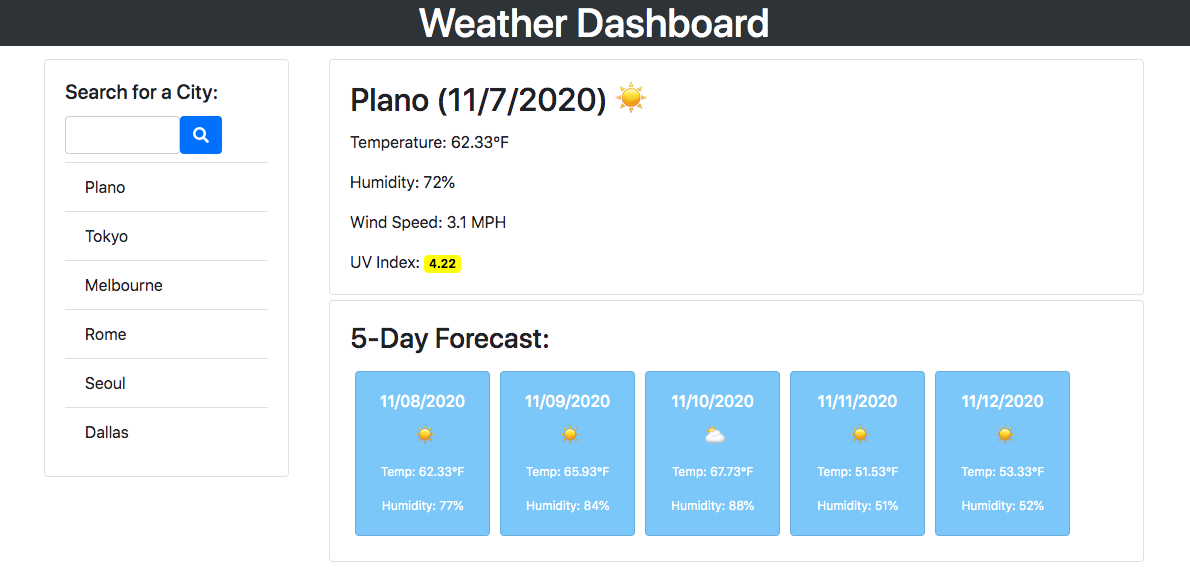 Weather Dashboard
Search for a City:
Plano
Tokyo
Melbourne
Rome
Seoul
Dallas
Plano (11/7/2020)
Temperature: 62.33°F
Humidity: 72%
Wind Speed: 3.1 MPH
UV Index: 4.22
5-Day Forecast:
11/08/2020
Temp: 62.33°F
Humidity: 77%
11/09/2020
Temp: 65.93°F
Humidity: 84%
11/10/2020
Temp: 67.73°F
Humidity: 88%
11/11/2020
Temp: 51.53°F
Humidity: 51%
11/12/2020
Temp: 53.33°F
Humidity: 52%